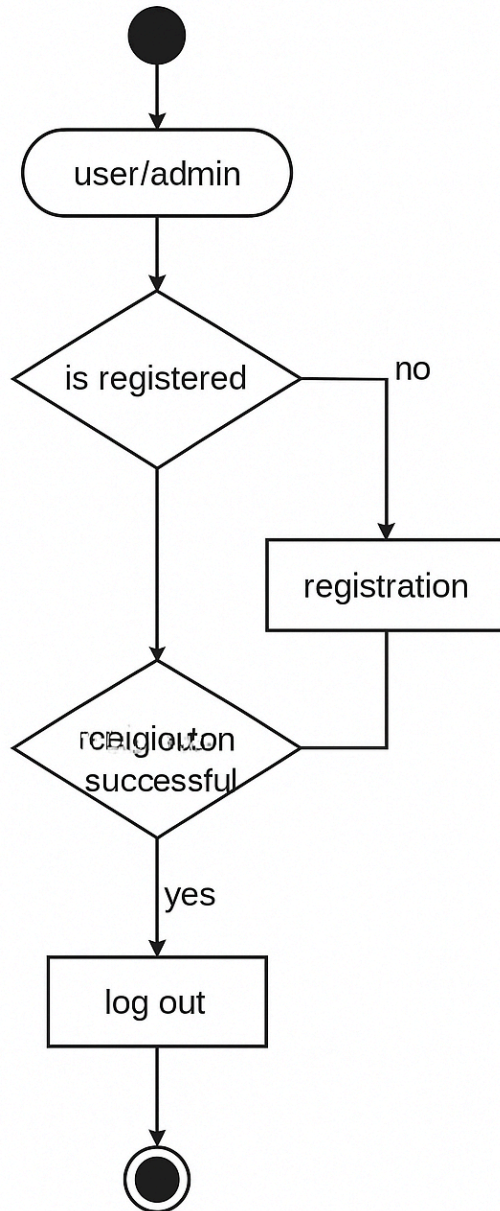 user/admin
is registered
no
registration
successful
yes
log out